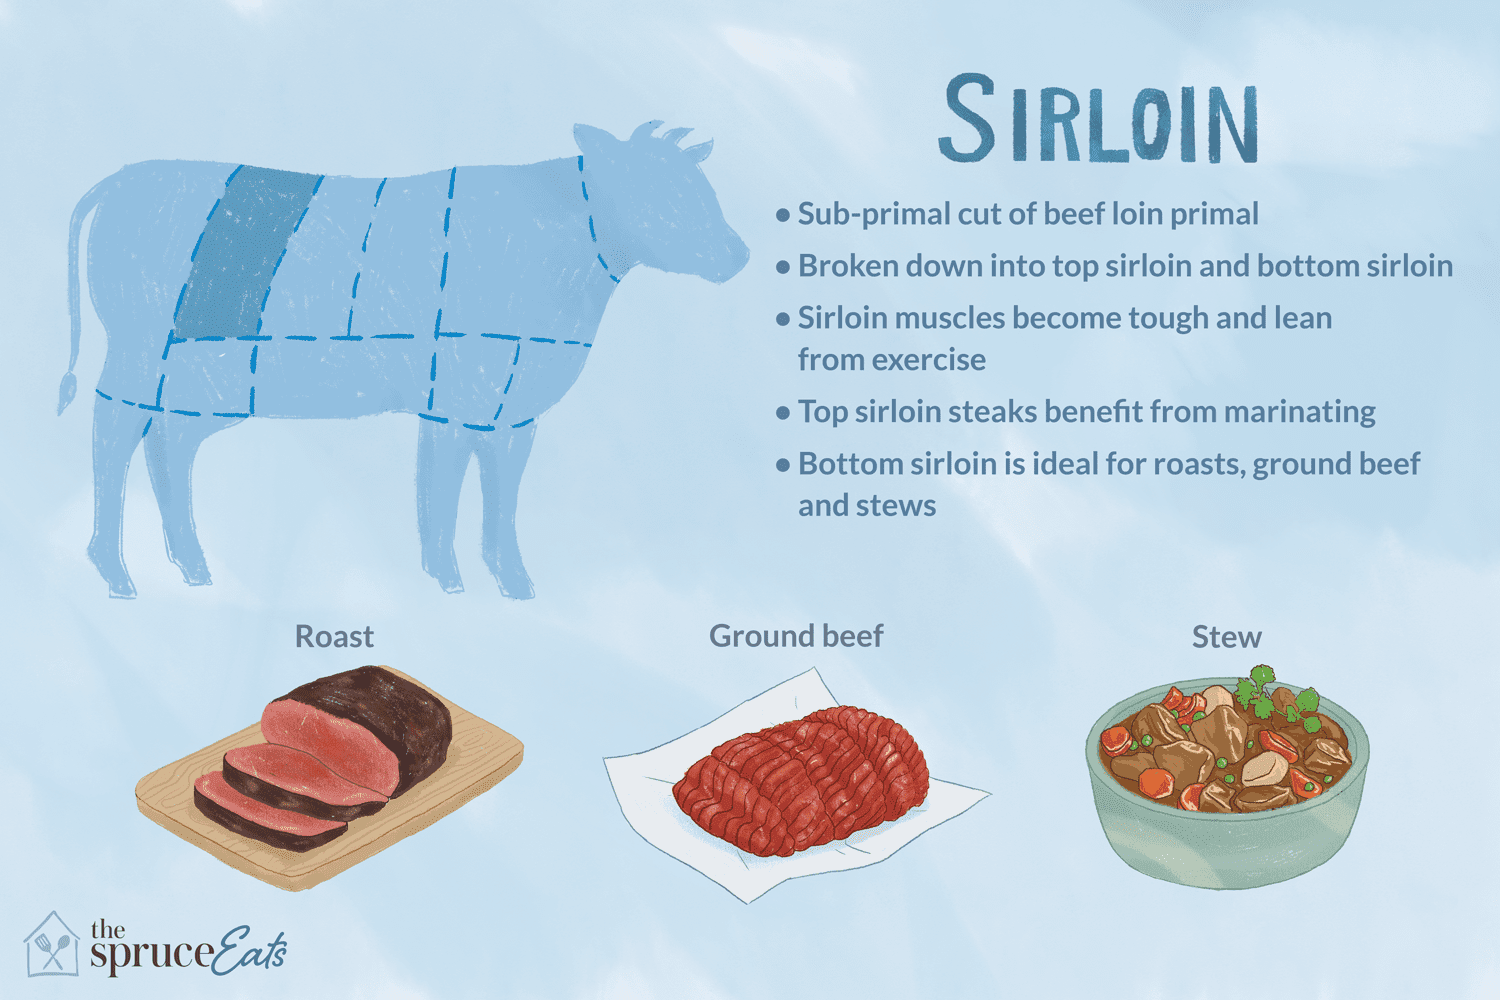 SIRLOIN
• Sub-primal cut of beef loin primal
• Broken down into top sirloin and bottom sirloin
• Sirloin muscles become tough and lean
from exercise
• Top sirloin steaks benefit from marinating
• Bottom sirloin is ideal for roasts, ground beef
and stews
Roast
Ground beef
Stew
the
spruceEats